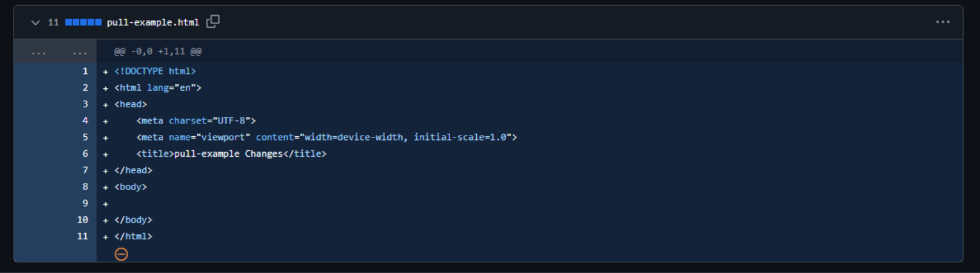 11 pull-example.html
... ... @@ -0,0 +1,11 @@
1 + <!DOCTYPE html>
2 + <html lang="en">
3 + <head>
4 +     <meta charset="UTF-8">
5 +     <meta name="viewport" content="width=device-width, initial-scale=1.0">
6 +     <title>pull-example Changes</title>
7 + </head>
8 + <body>
9 +
10 + </body>
11 + </html>